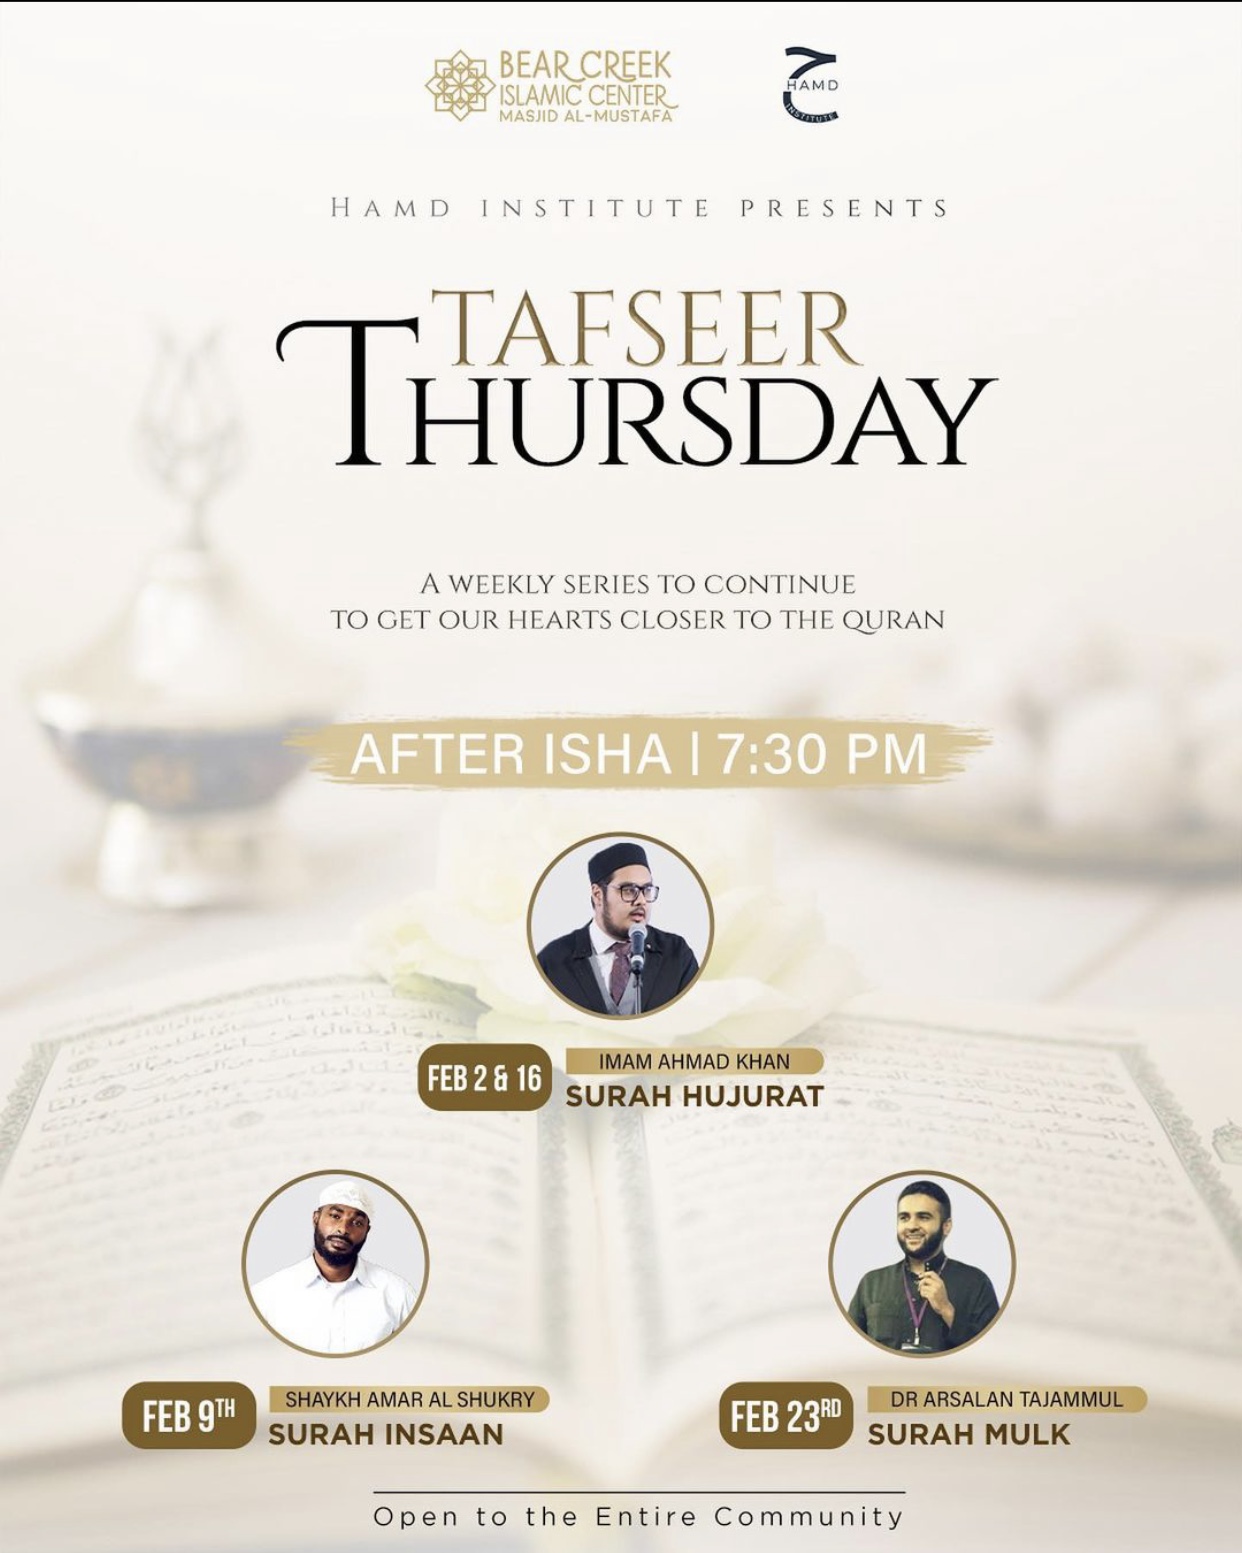 BEAR CREEK
ISLAMIC CENTER
MASJID AL-MUSTAFA
ح
HAMD
INSTITUTE
HAMD INSTITUTE PRESENTS
TAFSEER
THURSDAY
A WEEKLY SERIES TO CONTINUE
TO GET OUR HEARTS CLOSER TO THE QURAN
AFTER ISHA | 7:30 PM
FEB 2 & 16
IMAM AHMAD KHAN
SURAH HUJURAT
FEB 9TH
SHAYKH AMAR AL SHUKRY
SURAH INSAAN
FEB 23RD
DR ARSALAN TAJAMMUL
SURAH MULK
Open to the Entire Community